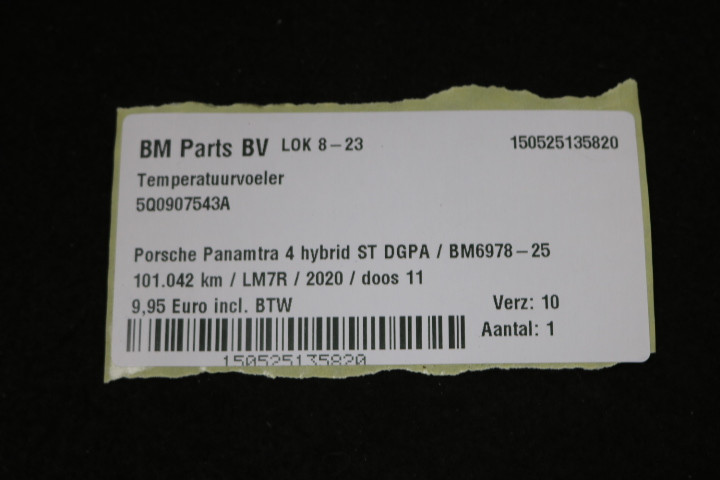 BM Parts BV LOK 8-23 150525135820
Temperatuurvoeler
5Q0907543A
Porsche Panamtra 4 hybrid ST DGPA / BM6978-25
101.042 km / LM7R / 2020 / doos 11
9,95 Euro incl. BTW Verz: 10
Aantal: 1
150525135820